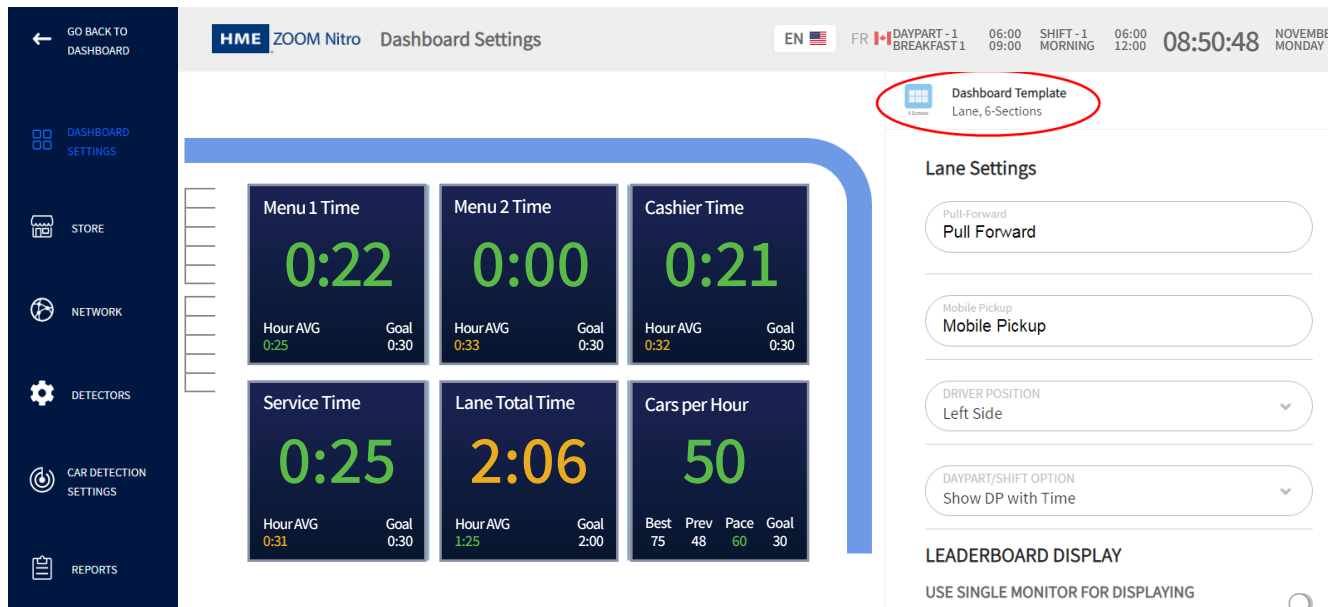 GO BACK TO
DASHBOARD
HME ZOOM Nitro Dashboard Settings
EN FR
DAYPART - 1 06:00 SHIFT - 1 06:00
BREAKFAST 1 09:00 MORNING 12:00
08:50:48
NOVEMBE
MONDAY
DASHBOARD
SETTINGS
STORE
NETWORK
DETECTORS
CAR DETECTION
SETTINGS
REPORTS
Menu 1 Time
0:22
Hour AVG Goal
0:25 0:30
Menu 2 Time
0:00
Hour AVG Goal
0:33 0:30
Cashier Time
0:21
Hour AVG Goal
0:32 0:30
Service Time
0:25
Hour AVG Goal
0:31 0:30
Lane Total Time
2:06
Hour AVG Goal
1:25 2:00
Cars per Hour
50
Best Prev Pace Goal
75 48 60 30
6 Sections
Dashboard Template
Lane, 6-Sections
Lane Settings
Pull-Forward
Pull Forward
Mobile Pickup
Mobile Pickup
DRIVER POSITION
Left Side
DAYPART/SHIFT OPTION
Show DP with Time
LEADERBOARD DISPLAY
USE SINGLE MONITOR FOR DISPLAYING